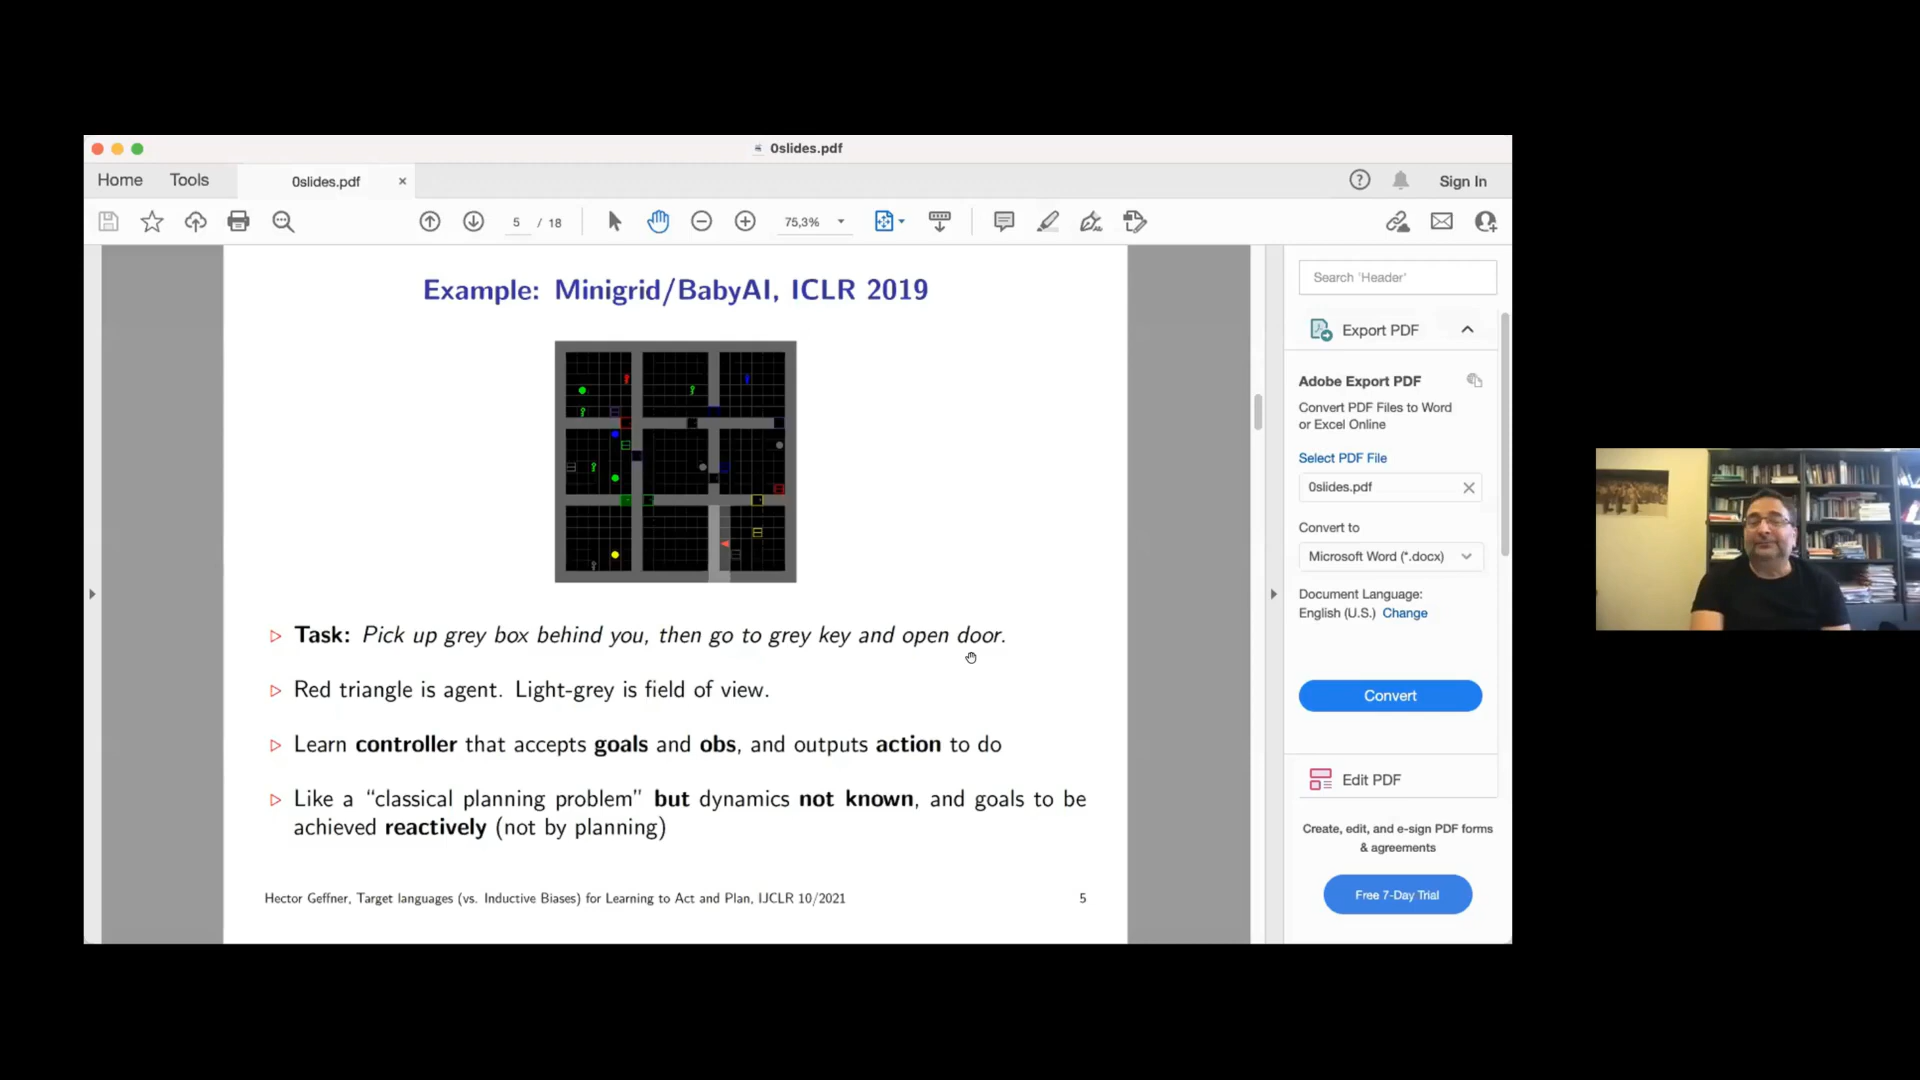 0slides.pdf
Home
Tools
0slides.pdf
Sign In
5 / 18
75,3%
Example: Minigrid/BabyAI, ICLR 2019
▷ Task: Pick up grey box behind you, then go to grey key and open door.
▷ Red triangle is agent. Light-grey is field of view.
▷ Learn controller that accepts goals and obs, and outputs action to do
▷ Like a “classical planning problem” but dynamics not known, and goals to be
achieved reactively (not by planning)
Hector Geffner, Target languages (vs. Inductive Biases) for Learning to Act and Plan, IJCLR 10/2021
5
Search 'Header'
Export PDF
Adobe Export PDF
Convert PDF Files to Word
or Excel Online
Select PDF File
0slides.pdf
Convert to
Microsoft Word (*.docx)
Document Language:
English (U.S.) Change
Convert
Edit PDF
Create, edit, and e-sign PDF forms
& agreements
Free 7-Day Trial